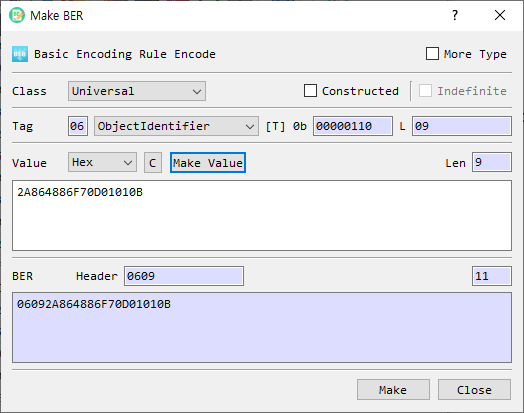 Make BER ?
BER Basic Encoding Rule Encode More Type
Class Universal Constructed Indefinite
Tag 06 ObjectIdentifier [T] 0b 00000110 L 09
Value Hex C Make Value Len 9
2A864886F70D01010B
BER Header 0609 11
06092A864886F70D01010B
Make Close